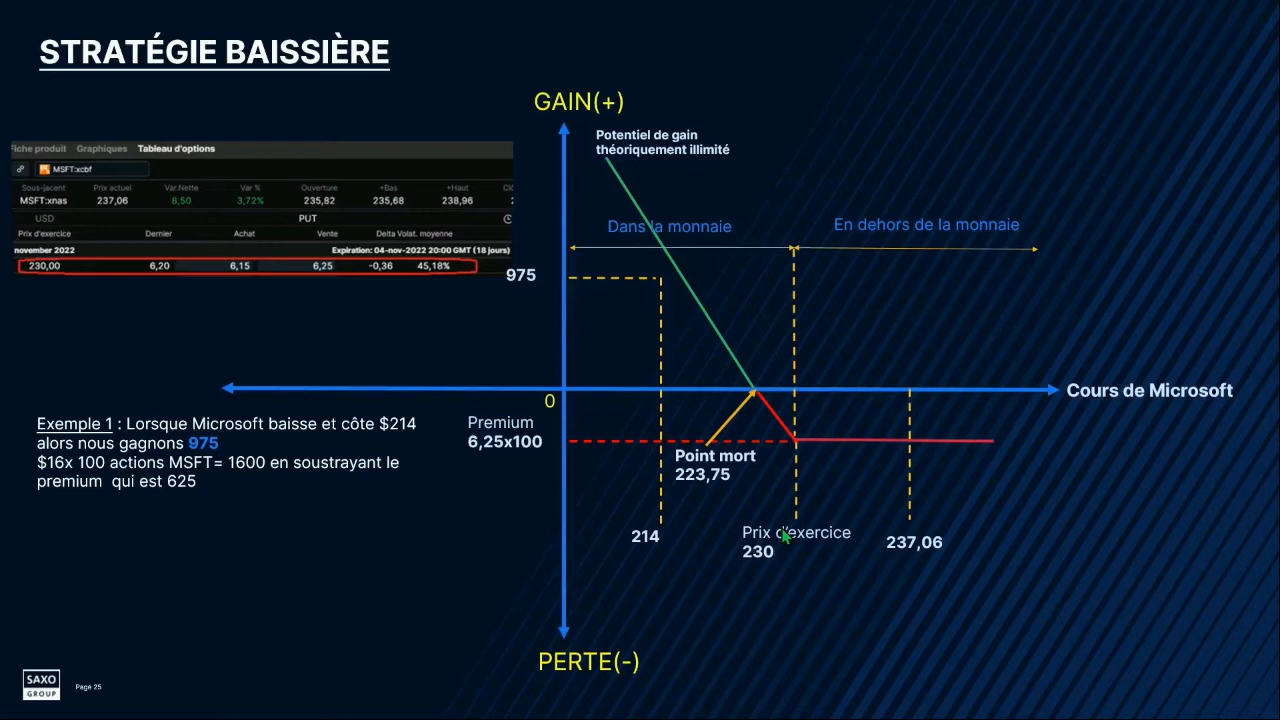 STRATÉGIE BAISSIÈRE
GAIN(+)
Potentiel de gain
théoriquement illimité
Fiche produit Graphiques Tableau d'options
MSFT:xcbf
Sous-jacent Prix actuel Var.Nette Var % Ouverture +Bas +Haut
MSFT:xnas 237,06 8,50 3,72% 235,82 235,68 238,96
USD PUT
Prix d'exercice Dernier Achat Vente Delta Volat. moyenne
november 2022 Expiration: 04-nov-2022 20:00 GMT (18 jours)
230,00 6,20 6,15 6,25 -0,36 45,18%
Dans la monnaie
En dehors de la monnaie
975
Cours de Microsoft
0
Exemple 1 : Lorsque Microsoft baisse et côte $214
alors nous gagnons 975
$16x 100 actions MSFT= 1600 en soustrayant le
premium qui est 625
Premium
6,25x100
Point mort
223,75
214
Prix d'exercice
230
237,06
PERTE(-)
SAXO
GROUP
Page 25